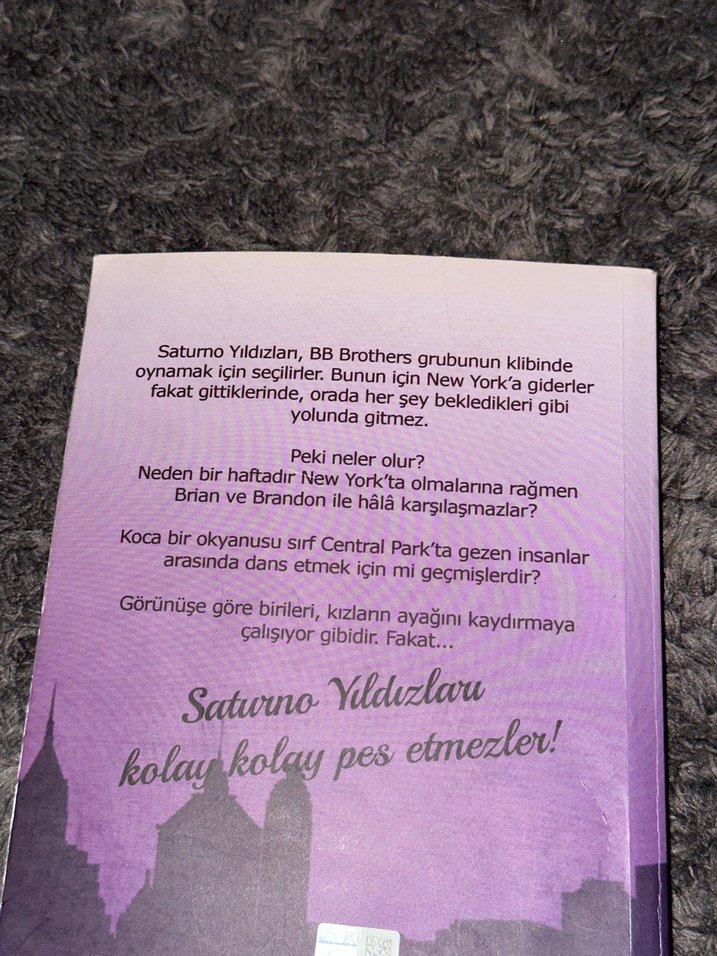 Saturno Yıldızları, BB Brothers grubunun klibinde
oynamak için seçilirler. Bunun için New York'a giderler
fakat gittiklerinde, orada her şey bekledikleri gibi
yolunda gitmez.
Peki neler olur?
Neden bir haftadır New York'ta olmalarına rağmen
Brian ve Brandon ile hâlâ karşılaşmazlar?
Koca bir okyanusu sırf Central Park'ta gezen insanlar
arasında dans etmek için mi geçmişlerdir?
Görünüşe göre birileri, kızların ayağını kaydırmaya
çalışıyor gibidir. Fakat...
Saturno Yıldızları
kolay kolay pes etmezler!